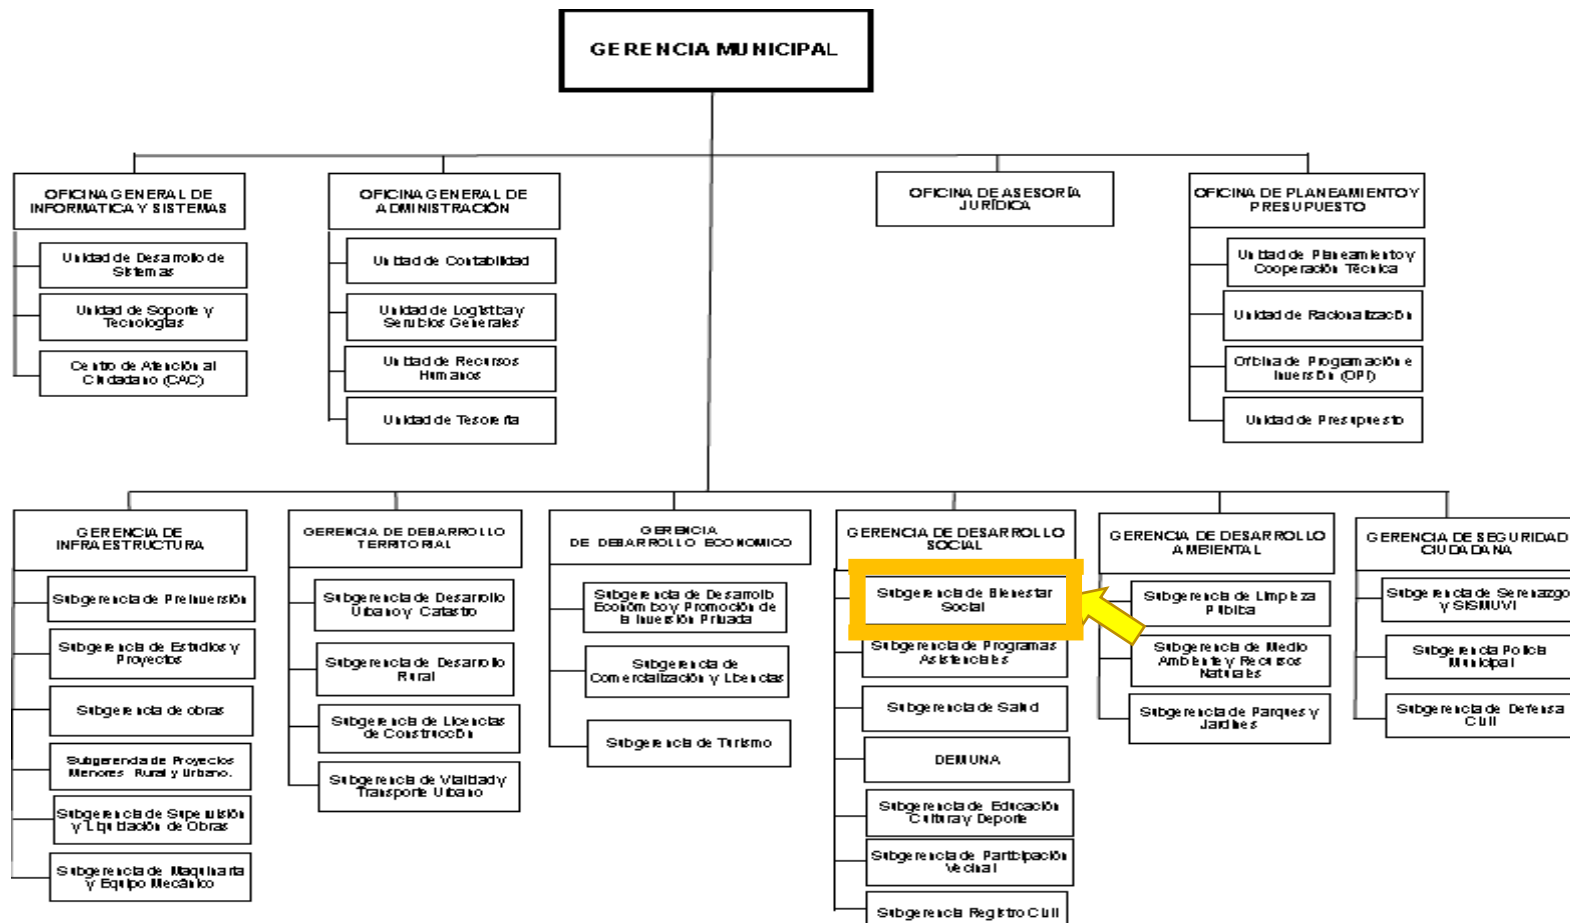 GERENCIA MUNICIPAL
OFICINA GENERAL DE
INFORMATICA Y SISTEMAS
Unidad de Desarrollo de
Sistemas
Unidad de Soporte y
Tecnologías
Centro de Atención al
Ciudadano (CAC)
OFICINA GENERAL DE
ADMINISTRACIÓN
Unidad de Contabilidad
Unidad de Logística y
Servicios Generales
Unidad de Recursos
Humanos
Unidad de Tesorería
OFICINA DE ASESORÍA
JURÍDICA
OFICINA DE PLANEAMIENTO Y
PRESUPUESTO
Unidad de Planeamiento y
Cooperación Técnica
Unidad de Racionalización
Oficina de Programación e
Inversión (OPI)
Unidad de Presupuesto
GERENCIA DE
INFRAESTRUCTURA
Subgerencia de Preinversión
Subgerencia de Estudios y
Proyectos
Subgerencia de obras
Subgerencia de Proyectos
Menores Rural y Urbano.
Subgerencia de Supervisión
y Liquidación de Obras
Subgerencia de Maquinaria
y Equipo Mecánico
GERENCIA DE DESARROLLO
TERRITORIAL
Subgerencia de Desarrollo
Urbano y Catastro
Subgerencia de Desarrollo
Rural
Subgerencia de Licencias
de Construcción
Subgerencia de Vialidad y
Transporte Urbano
GERENCIA
DE DESARROLLO ECONOMICO
Subgerencia de Desarrollo
Económico y Promoción de
la Inversión Privada
Subgerencia de
Comercialización y Licencias
Subgerencia de Turismo
GERENCIA DE DESARROLLO
SOCIAL
Subgerencia de Bienestar
Social
Subgerencia de Programas
Asistenciales
Subgerencia de Salud
DEMUNA
Subgerencia de Educación
Cultura y Deporte
Subgerencia de Participación
Vecinal
Subgerencia Registro Civil
GERENCIA DE DESARROLLO
AMBIENTAL
Subgerencia de Limpieza
Pública
Subgerencia de Medio
Ambiente y Recursos
Naturales
Subgerencia de Parques y
Jardines
GERENCIA DE SEGURIDAD
CIUDADANA
Subgerencia de Serenazgo
y SISMUVI
Subgerencia Policía
Municipal
Subgerencia de Defensa
Civil